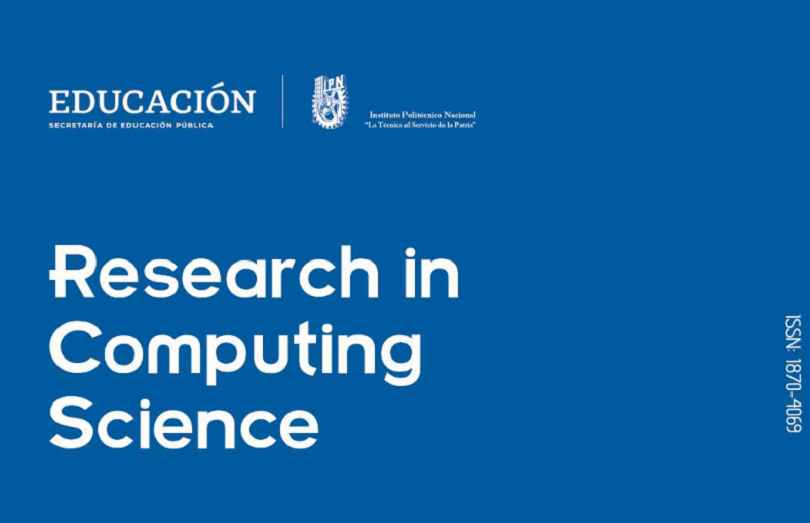 EDUCACIÓN
SECRETARÍA DE EDUCACIÓN PÚBLICA
IPN
Instituto Politécnico Nacional
"La Técnica al Servicio de la Patria"
Research in
Computing
Science
ISSN: 1870-4069